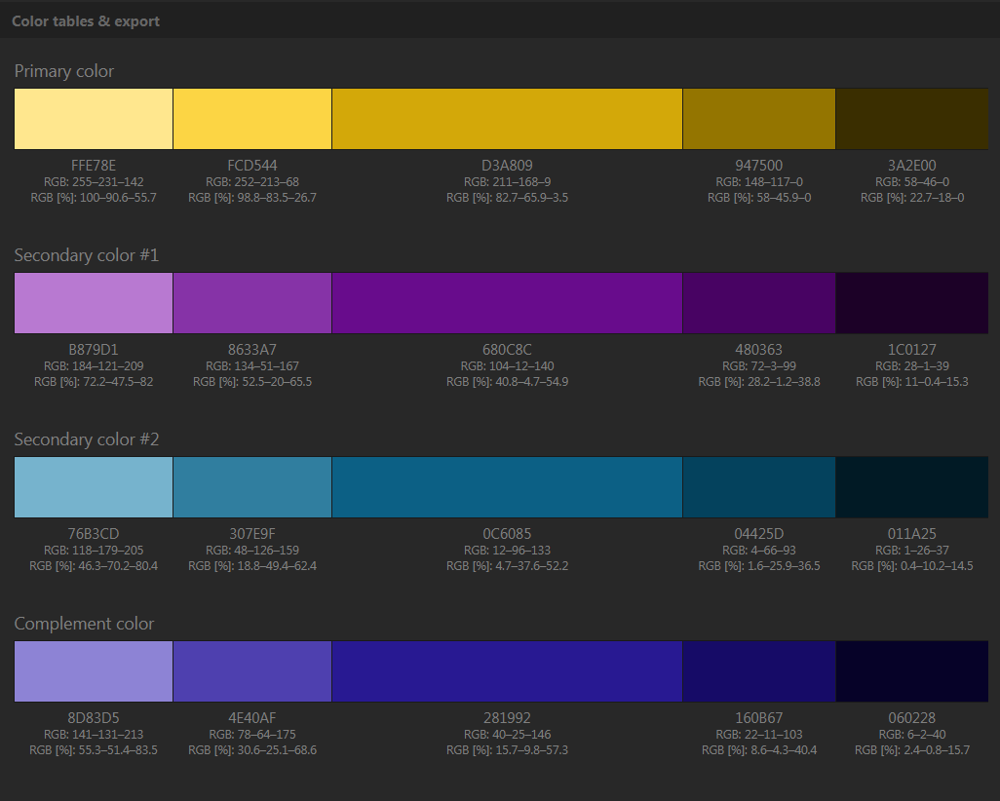 Color tables & export
Primary color
FFE78E FCD544 D3A809 947500 3A2E00
RGB: 255–231–142 RGB: 252–213–68 RGB: 211–168–9 RGB: 148–117–0 RGB: 58–46–0
RGB [%]: 100–90.6–55.7 RGB [%]: 98.8–83.5–26.7 RGB [%]: 82.7–65.9–3.5 RGB [%]: 58–45.9–0 RGB [%]: 22.7–18–0
Secondary color #1
B879D1 8633A7 680C8C 480363 1C0127
RGB: 184–121–209 RGB: 134–51–167 RGB: 104–12–140 RGB: 72–3–99 RGB: 28–1–39
RGB [%]: 72.2–47.5–82 RGB [%]: 52.5–20–65.5 RGB [%]: 40.8–4.7–54.9 RGB [%]: 28.2–1.2–38.8 RGB [%]: 11–0.4–15.3
Secondary color #2
76B3CD 307E9F 0C6085 04425D 011A25
RGB: 118–179–205 RGB: 48–126–159 RGB: 12–96–133 RGB: 4–66–93 RGB: 1–26–37
RGB [%]: 46.3–70.2–80.4 RGB [%]: 18.8–49.4–62.4 RGB [%]: 4.7–37.6–52.2 RGB [%]: 1.6–25.9–36.5 RGB [%]: 0.4–10.2–14.5
Complement color
8D83D5 4E40AF 281992 160B67 060228
RGB: 141–131–213 RGB: 78–64–175 RGB: 40–25–146 RGB: 22–11–103 RGB: 6–2–40
RGB [%]: 55.3–51.4–83.5 RGB [%]: 30.6–25.1–68.6 RGB [%]: 15.7–9.8–57.3 RGB [%]: 8.6–4.3–40.4 RGB [%]: 2.4–0.8–15.7